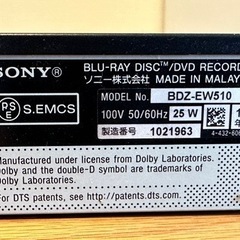 SONY
BLU-RAY DISC™/DVD RECORD
ソニー株式会社 MADE IN MALAY
PS E
S.EMCS
MODEL No. BDZ-EW510
100V 50/60Hz 25 W
製造番号 1021963
4-432-60
Manufactured under license from Dolby Laboratories.
Dolby and the double-D symbol are trademarks of
Dolby Laboratories.
For DTS patents, see http://patents.dts.com.